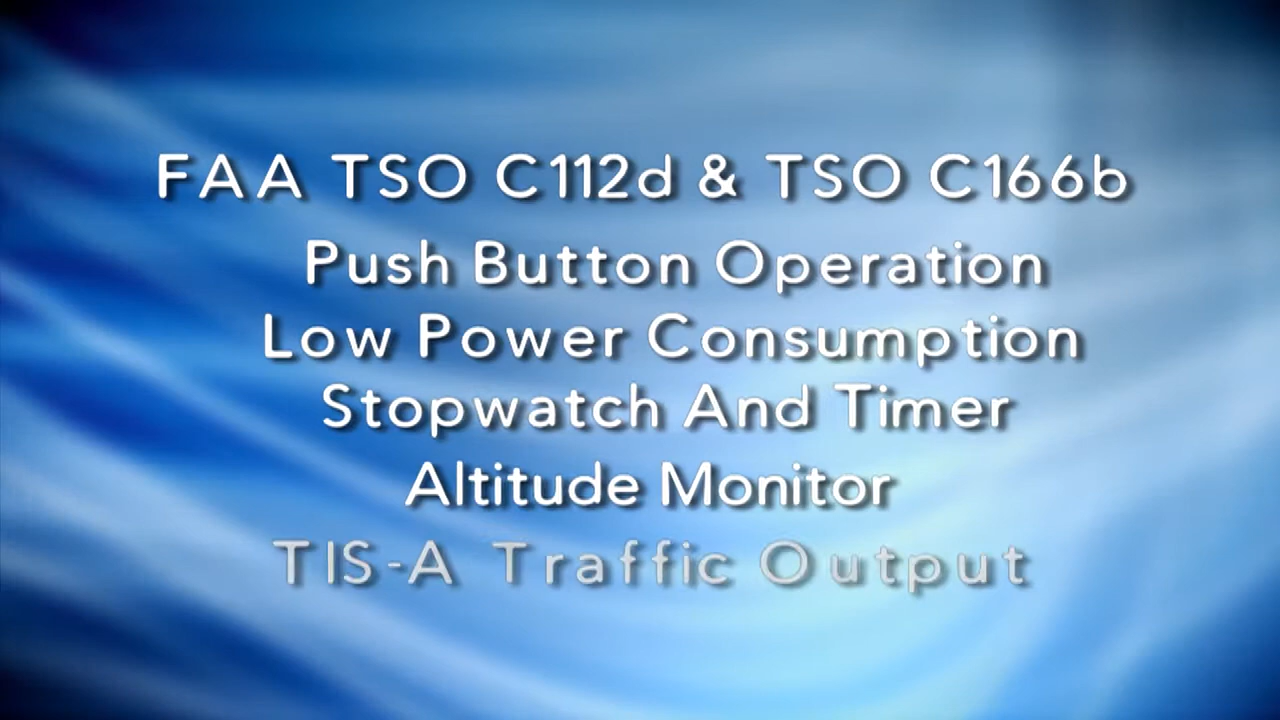 FAA TSO C112d & TSO C166b
Push Button Operation
Low Power Consumption
Stopwatch And Timer
Altitude Monitor
TIS-A Traffic Output